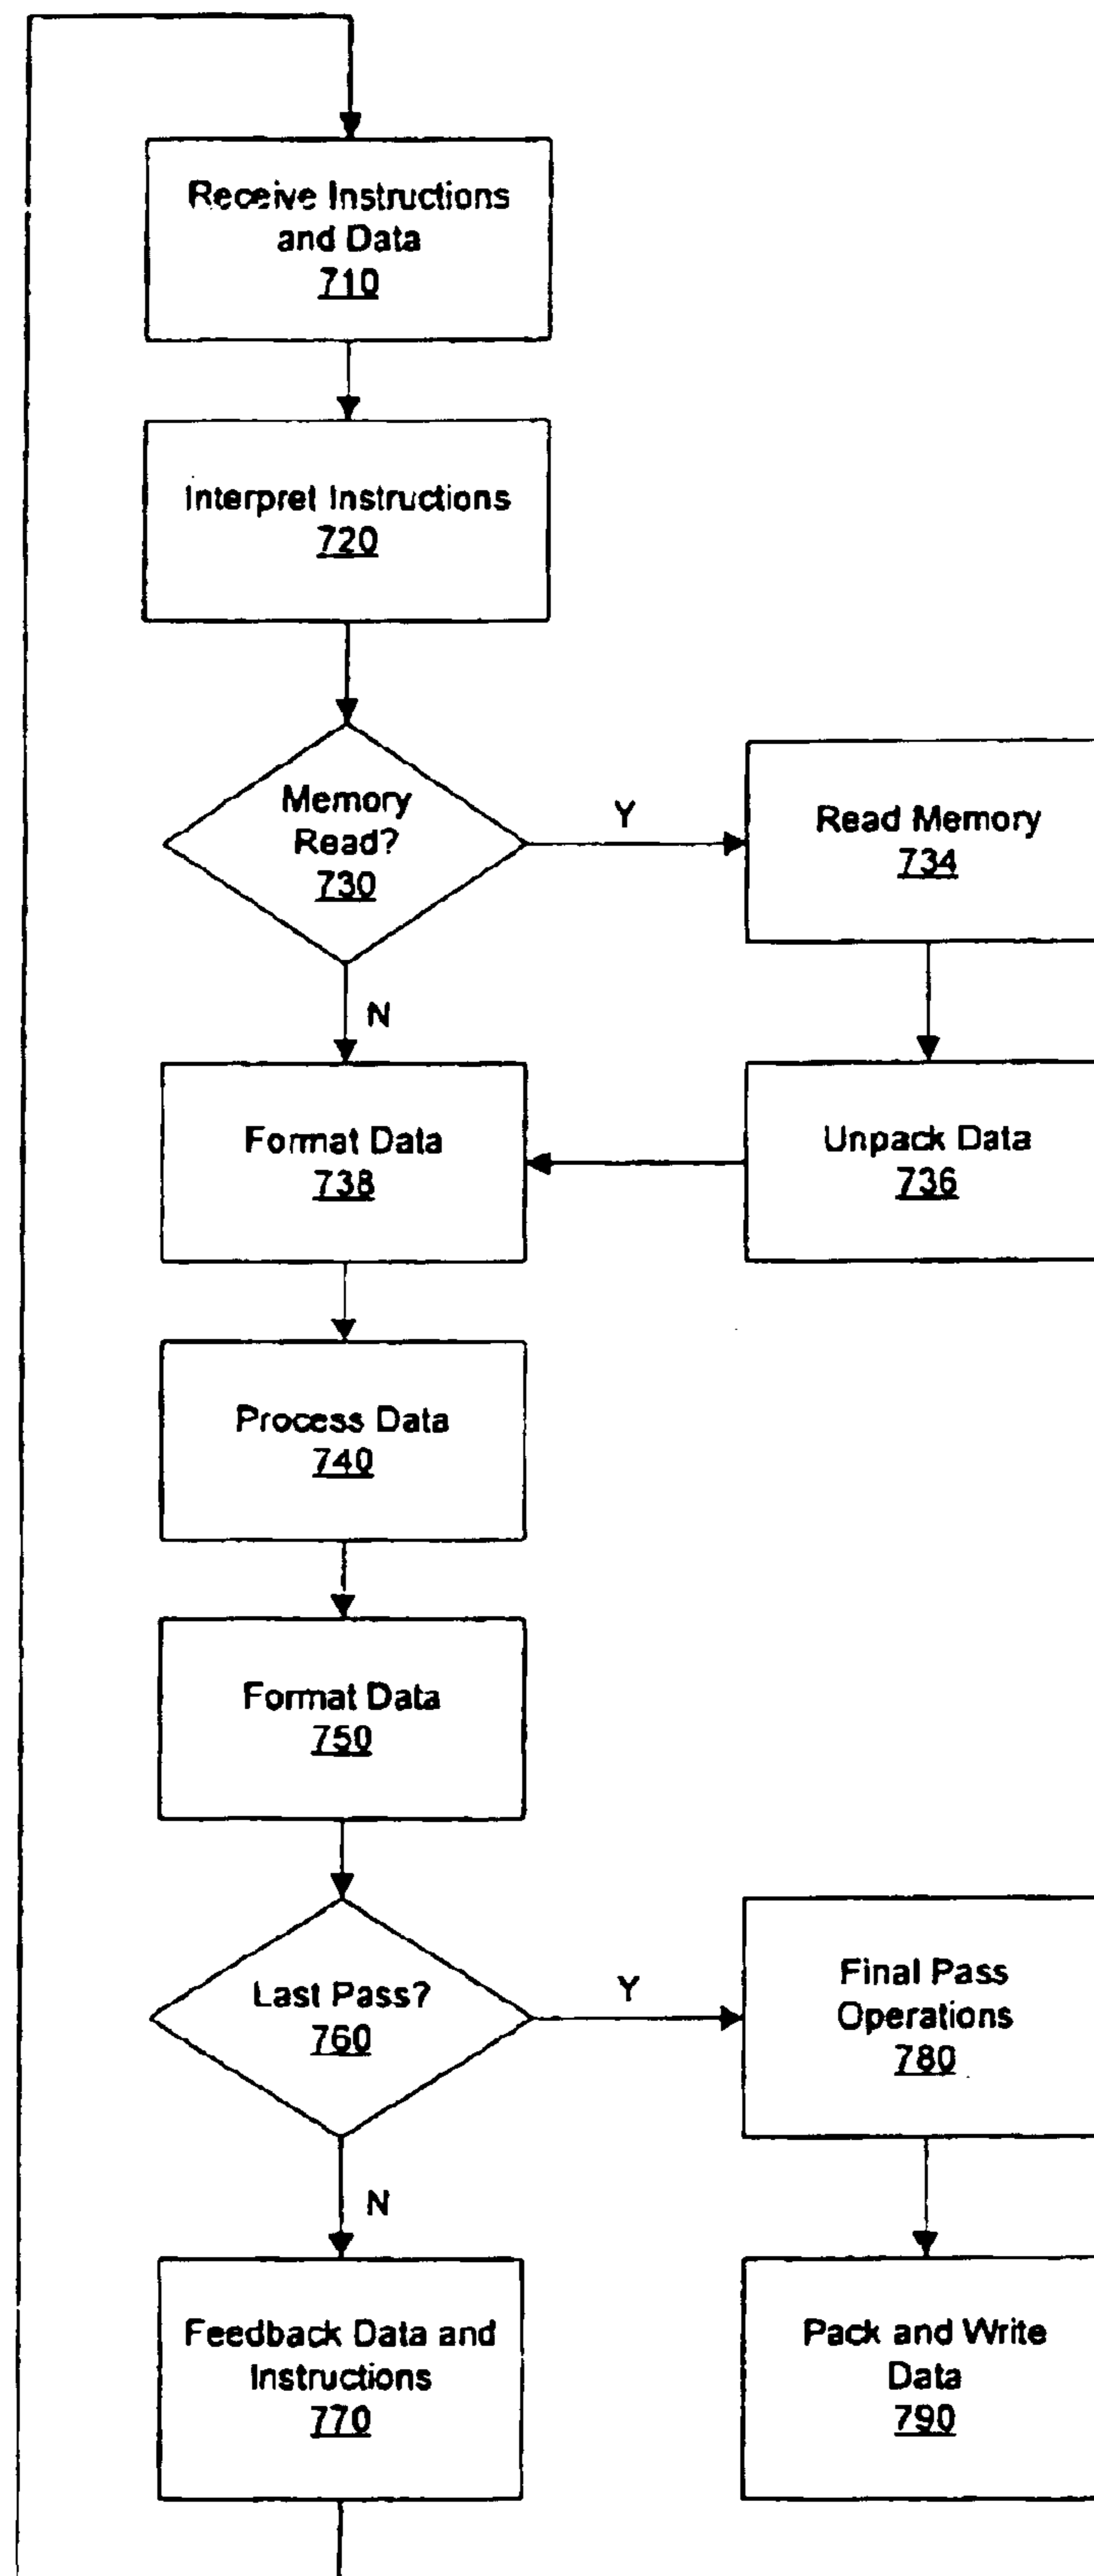 Receive Instructions
and Data
710
Interpret Instructions
720
Memory
Read?
730
Y
Read Memory
734
N
Format Data
738
Unpack Data
736
Process Data
740
Format Data
750
Last Pass?
760
Y
Final Pass
Operations
780
N
Feedback Data and
Instructions
770
Pack and Write
Data
790